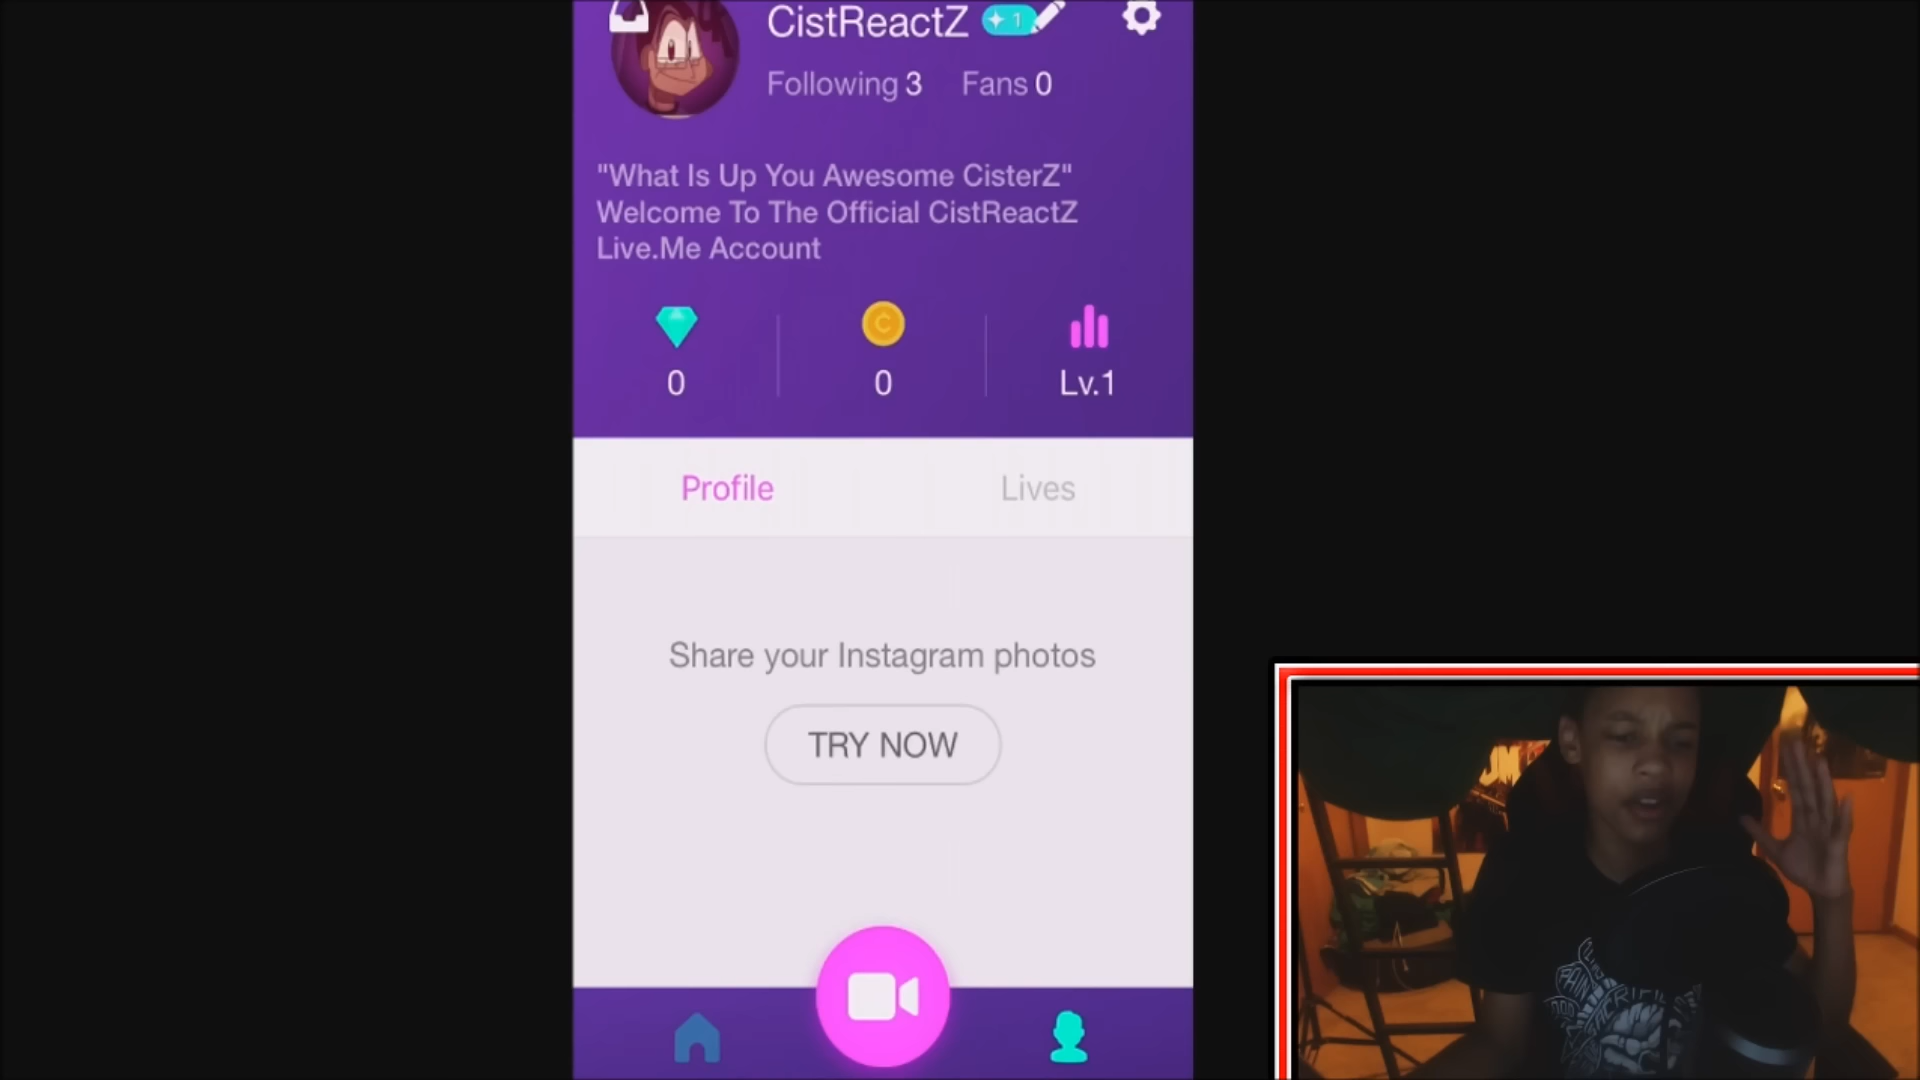 CistReactZ 1
Following 3 Fans 0
"What Is Up You Awesome CisterZ"
Welcome To The Official CistReactZ
Live.Me Account
0 0 Lv.1
Profile Lives
Share your Instagram photos
TRY NOW